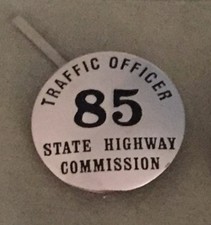 TRAFFIC OFFICER
85
STATE HIGHWAY
COMMISSION